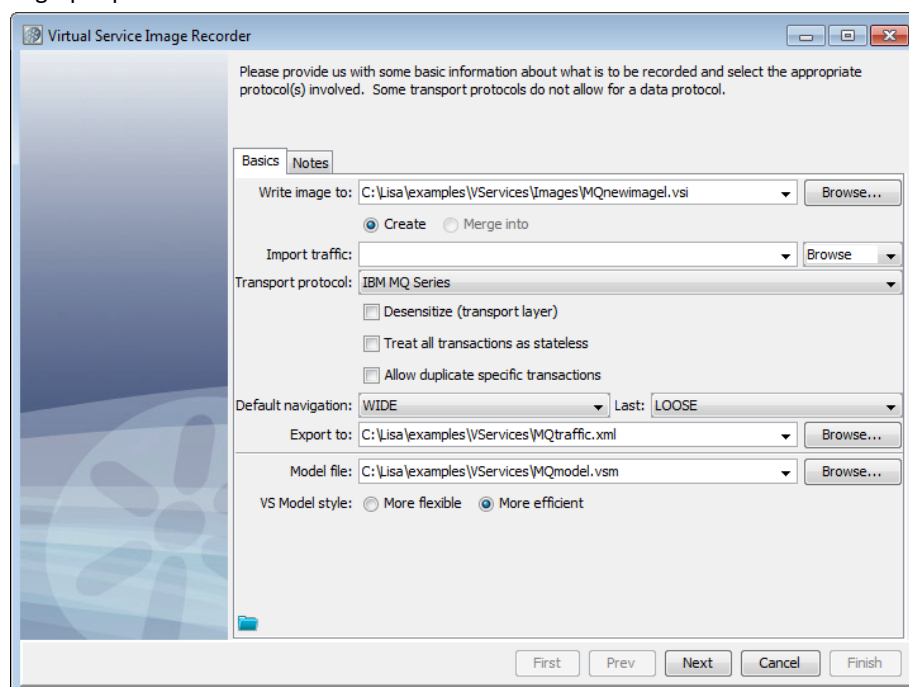 Virtual Service Image Recorder
Please provide us with some basic information about what is to be recorded and select the appropriate
protocol(s) involved.  Some transport protocols do not allow for a data protocol.
Basics Notes
Write image to: C:\Lisa\examples\VServices\Images\MQnewimagel.vsi Browse...
Create Merge into
Import traffic: Browse
Transport protocol: IBM MQ Series
Desensitize (transport layer)
Treat all transactions as stateless
Allow duplicate specific transactions
Default navigation: WIDE Last: LOOSE
Export to: C:\Lisa\examples\VServices\MQtraffic.xml Browse...
Model file: C:\Lisa\examples\VServices\MQmodel.vsm Browse...
VS Model style: More flexible More efficient
First Prev Next Cancel Finish